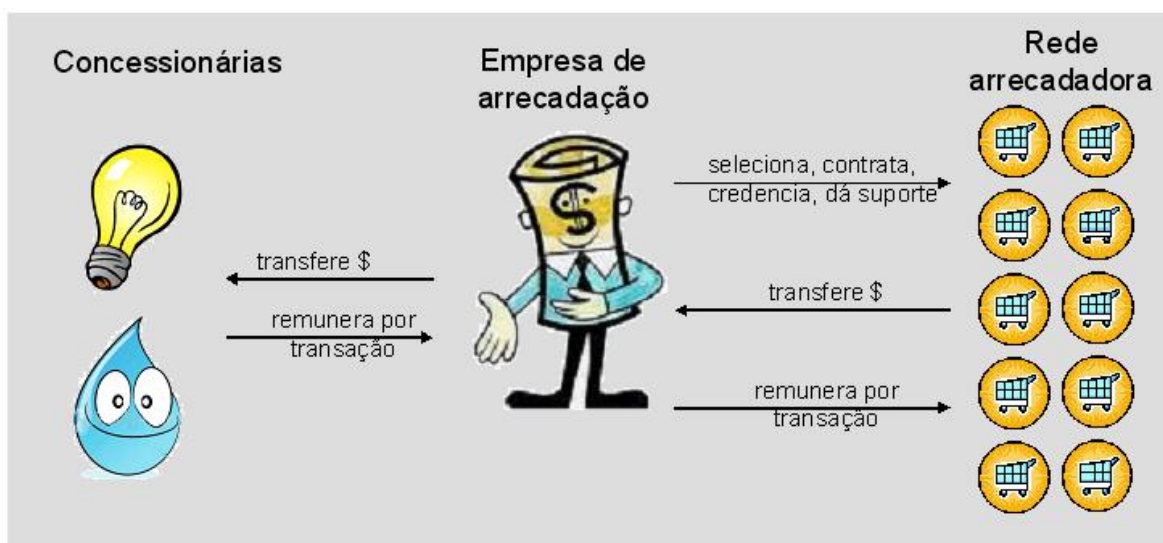 Concessionárias
Empresa de
arrecadação
Rede
arrecadadora
seleciona, contrata,
credencia, dá suporte
transfere $
transfere $
remunera por
transação
remunera por
transação
$